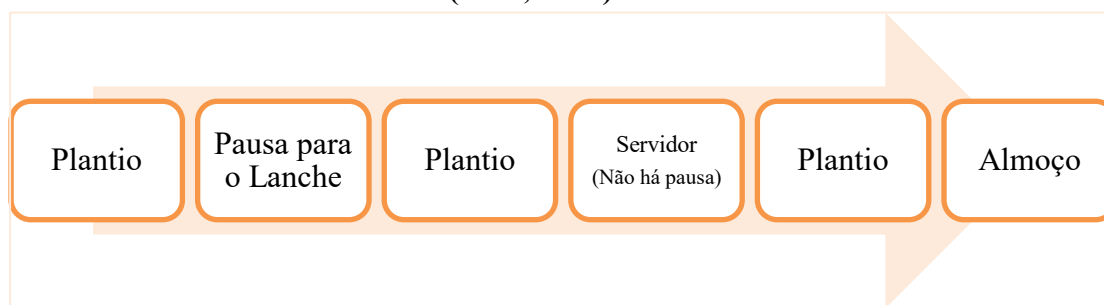 Plantio
Pausa para
o Lanche
Plantio
Servidor
(Não há pausa)
Plantio
Almoço